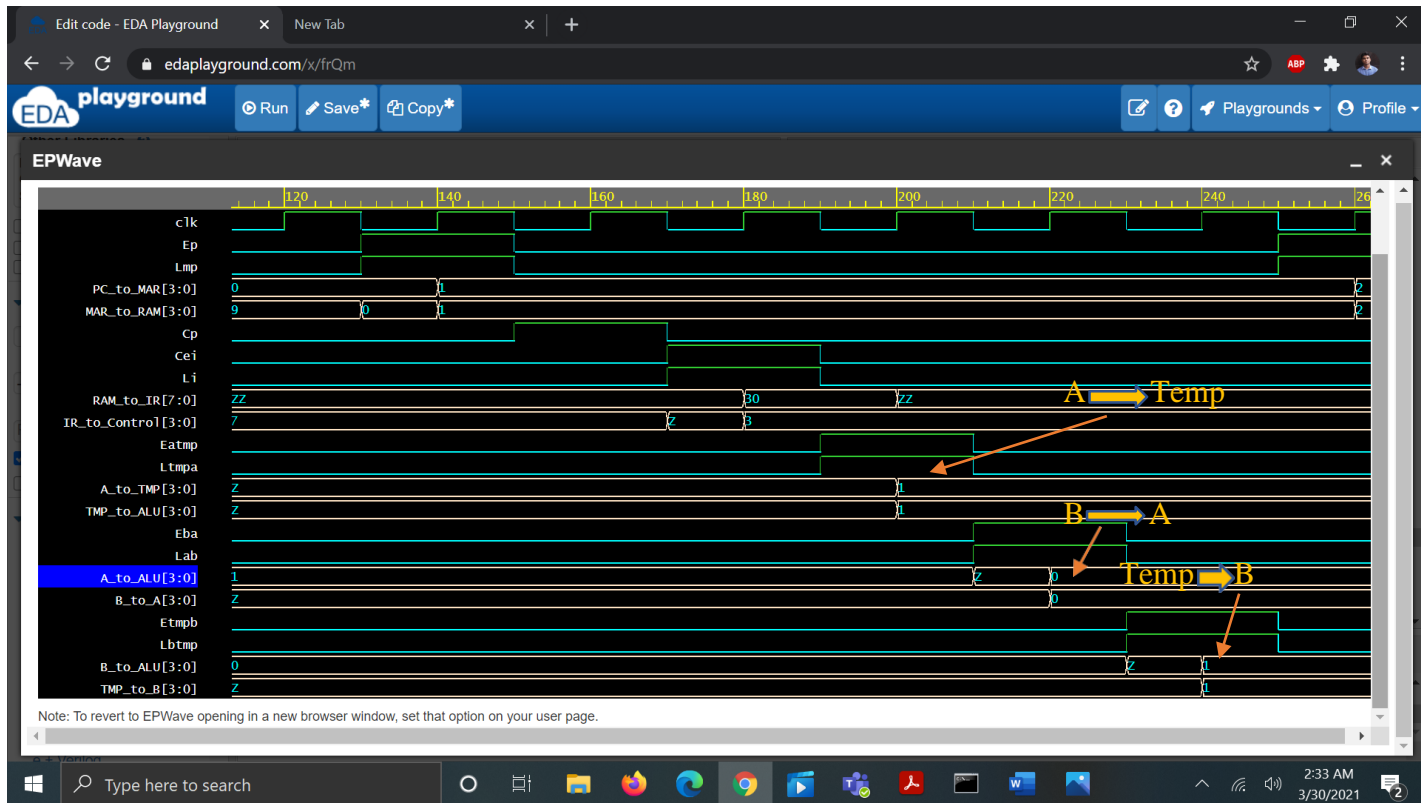 Edit code - EDA Playground
New Tab
edaplayground.com/x/frQm
ABP
EDA playground
Run
Save*
Copy*
Playgrounds
Profile
EPWave
120 140 160 180 200 220 240 26
clk
Ep
Lmp
PC_to_MAR[3:0] 0 1 2
MAR_to_RAM[3:0] 9 0 1 2
Cp
Cei
Li
RAM_to_IR[7:0] ZZ 30 ZZ
A Temp
IR_to_Control[3:0] 7 Z 3
Eatmp
Ltmpa
A_to_TMP[3:0] Z 1
TMP_to_ALU[3:0] Z 1
B A
Eba
Lab
A_to_ALU[3:0] 1 Z 0
Temp B
B_to_A[3:0] Z 0
Etmpb
Lbtmp
B_to_ALU[3:0] 0 Z 1
TMP_to_B[3:0] Z 1
Note: To revert to EPWave opening in a new browser window, set that option on your user page.
Type here to search
2:33 AM
3/30/2021
2